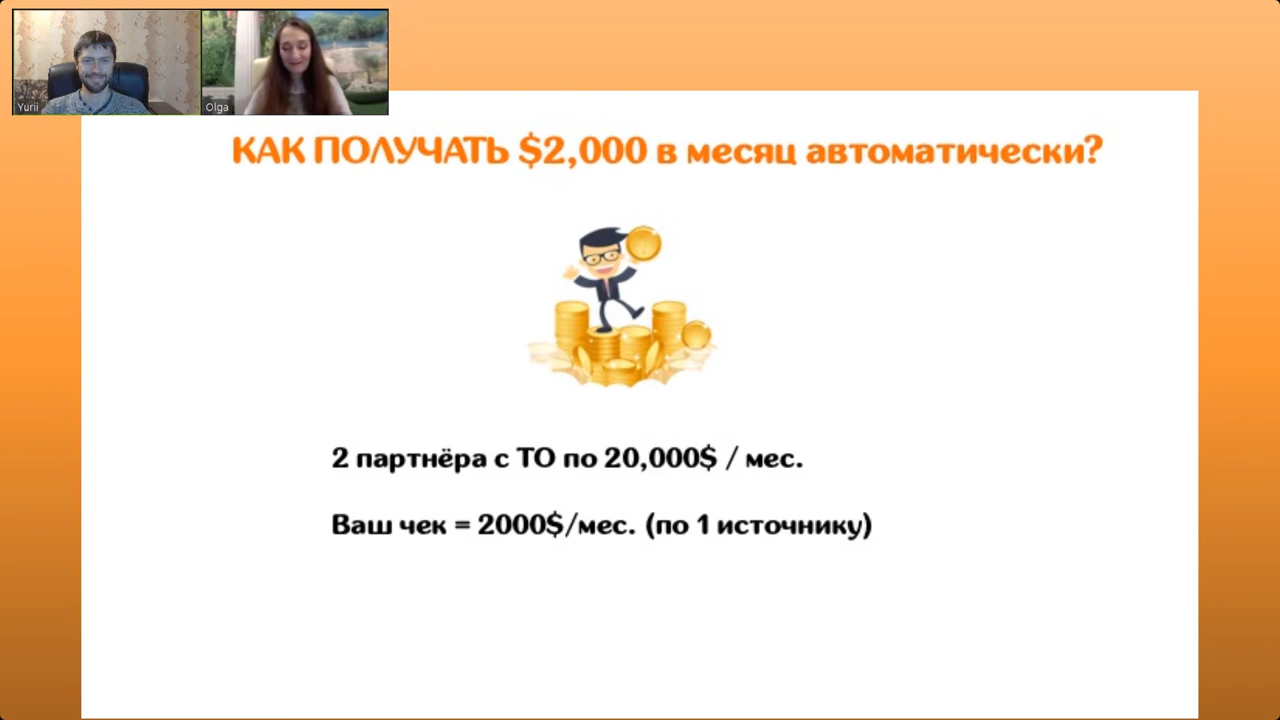 Yurii
Olga
КАК ПОЛУЧАТЬ $2,000 в месяц автоматически?
2 партнёра с ТО по 20,000$ / мес.
Ваш чек = 2000$/мес. (по 1 источнику)